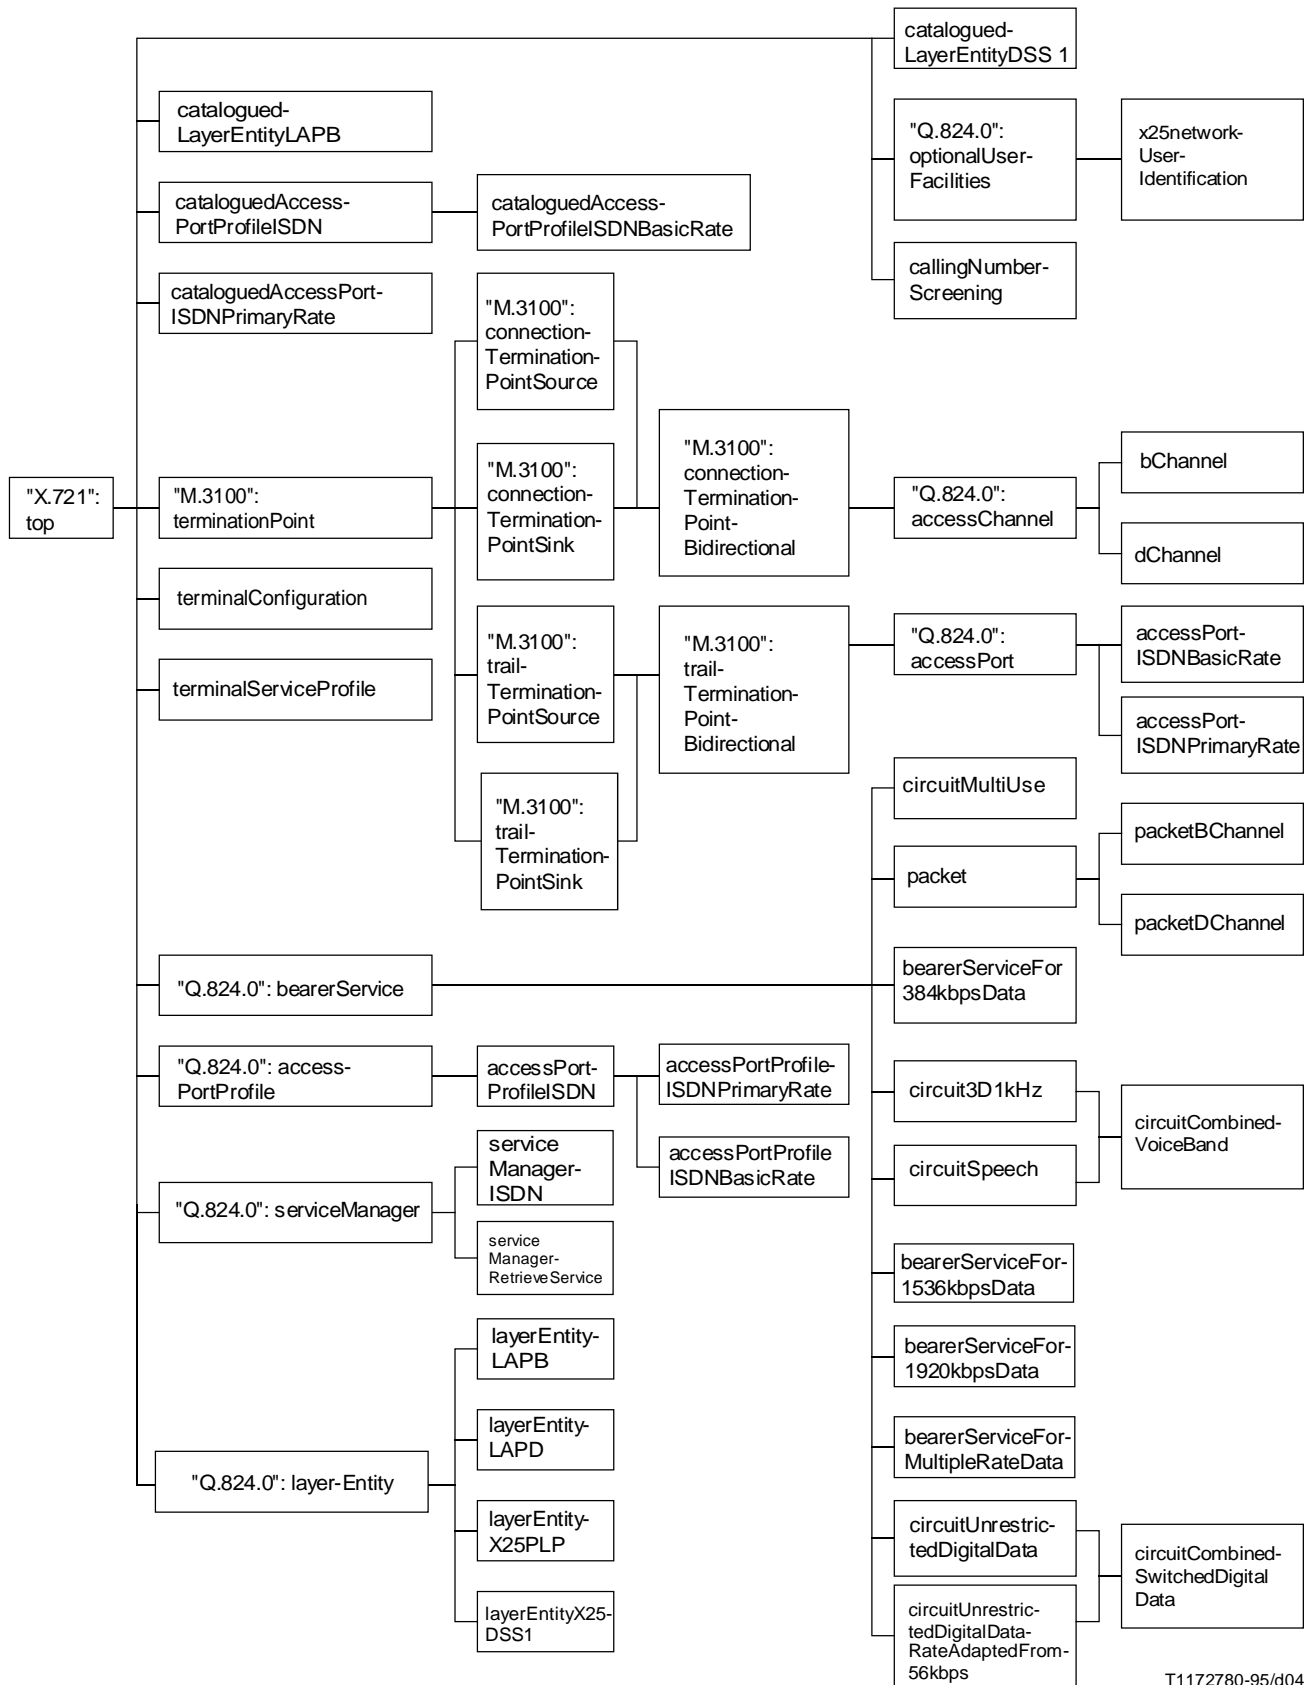 catalogued-
LayerEntityDSS 1
catalogued-
LayerEntityLAPB
"Q.824.0":
optionalUser-
Facilities
x25network-
User-
Identification
cataloguedAccess-
PortProfileISDN
cataloguedAccess-
PortProfileISDNBasicRate
callingNumber-
Screening
cataloguedAccessPort-
ISDNPrimaryRate
"M.3100":
connection-
Termination-
PointSource
"X.721":
top
"M.3100":
terminationPoint
"M.3100":
connection-
Termination-
PointSink
"M.3100":
connection-
Termination-
Point-
Bidirectional
"Q.824.0":
accessChannel
bChannel
dChannel
terminalConfiguration
terminalServiceProfile
"M.3100":
trail-
Termination-
PointSource
"M.3100":
trail-
Termination-
Point-
Bidirectional
"Q.824.0":
accessPort
accessPort-
ISDNBasicRate
accessPort-
ISDNPrimaryRate
"M.3100":
trail-
Termination-
PointSink
circuitMultiUse
packet
packetBChannel
packetDChannel
"Q.824.0": bearerService
bearerServiceFor
384kbpsData
"Q.824.0": access-
PortProfile
accessPort-
ProfileISDN
accessPortProfile-
ISDNPrimaryRate
accessPortProfile
ISDNBasicRate
circuit3D1kHz
circuitSpeech
circuitCombined-
VoiceBand
"Q.824.0": serviceManager
service
Manager-
ISDN
service
Manager-
RetrieveService
bearerServiceFor-
1536kbpsData
bearerServiceFor-
1920kbpsData
bearerServiceFor-
MultipleRateData
"Q.824.0": layer-Entity
layerEntity-
LAPB
layerEntity-
LAPD
layerEntity-
X25PLP
layerEntityX25-
DSS1
circuitUnrestric-
tedDigitalData
circuitUnrestric-
tedDigitalData-
RateAdaptedFrom-
56kbps
circuitCombined-
SwitchedDigital
Data
T1172780-95/d04